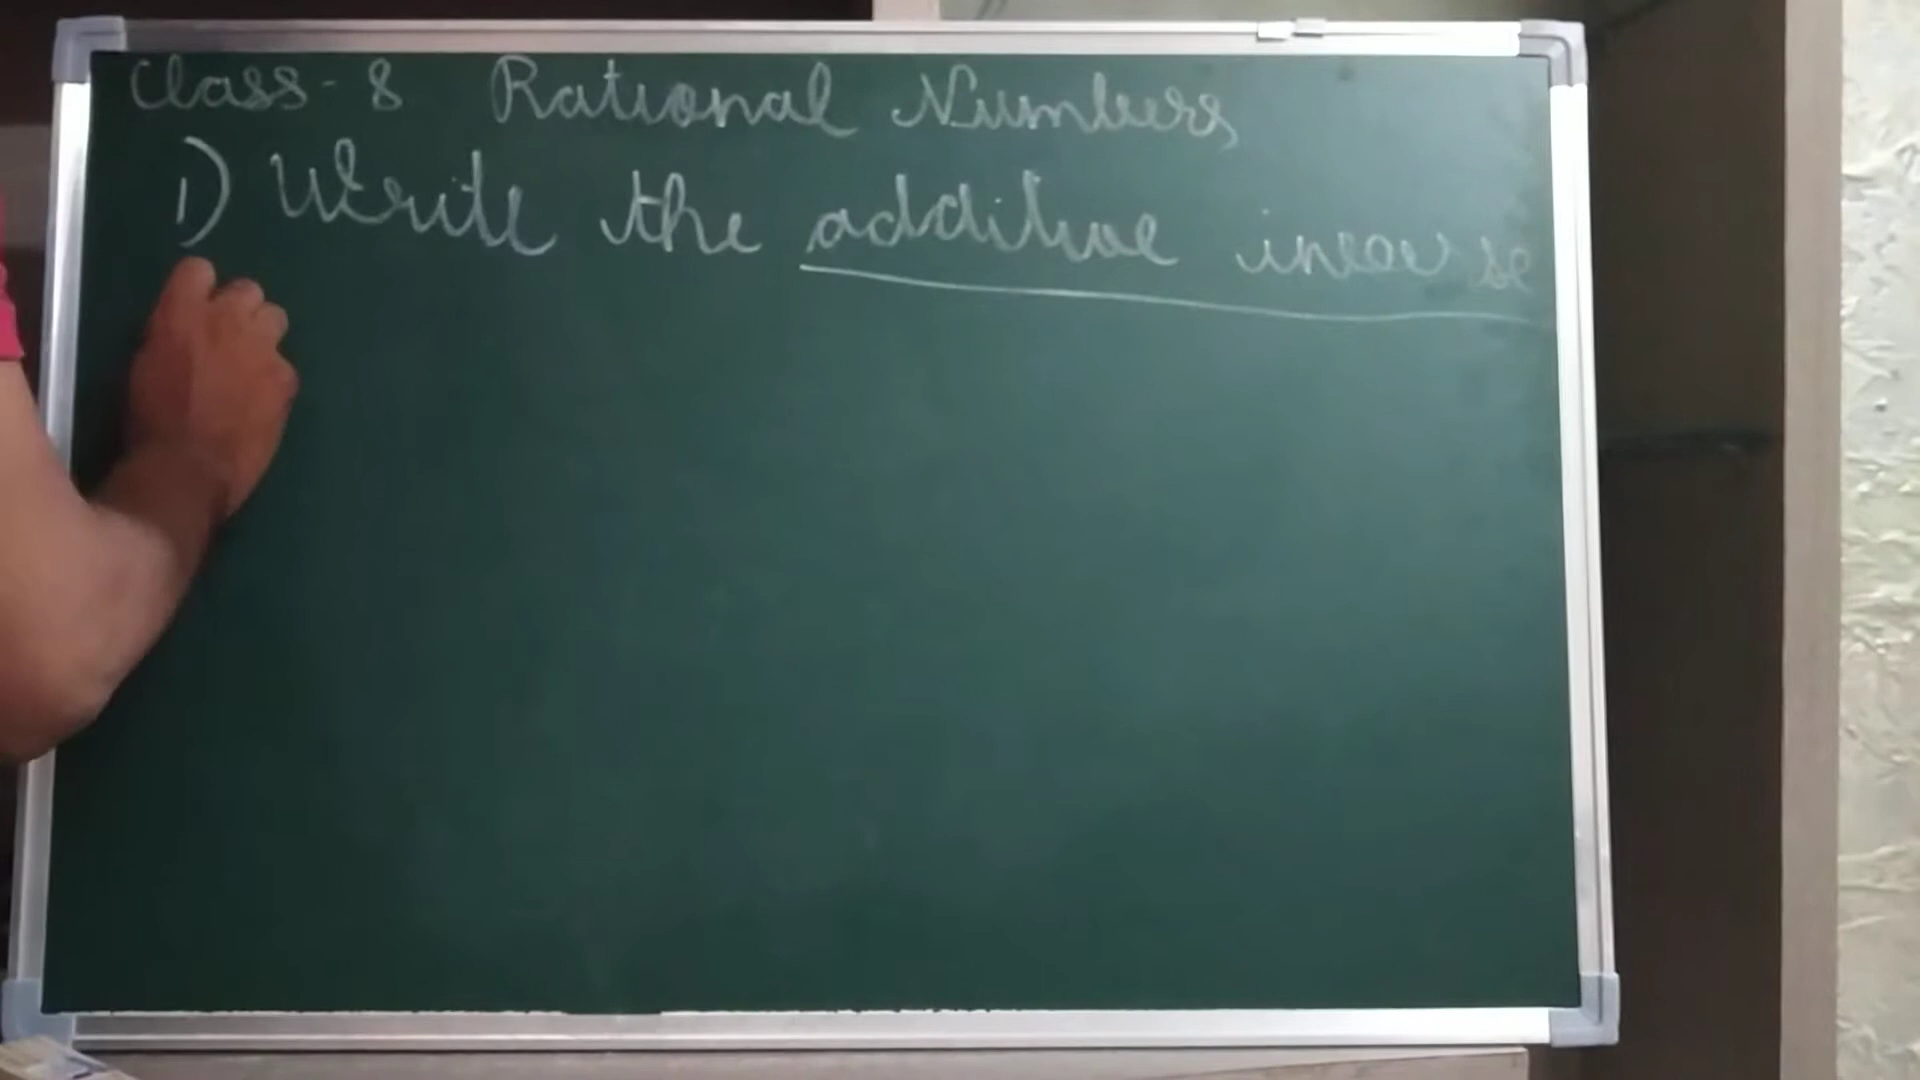 Class - 8 Rational Numbers
1) Write the additive inverse